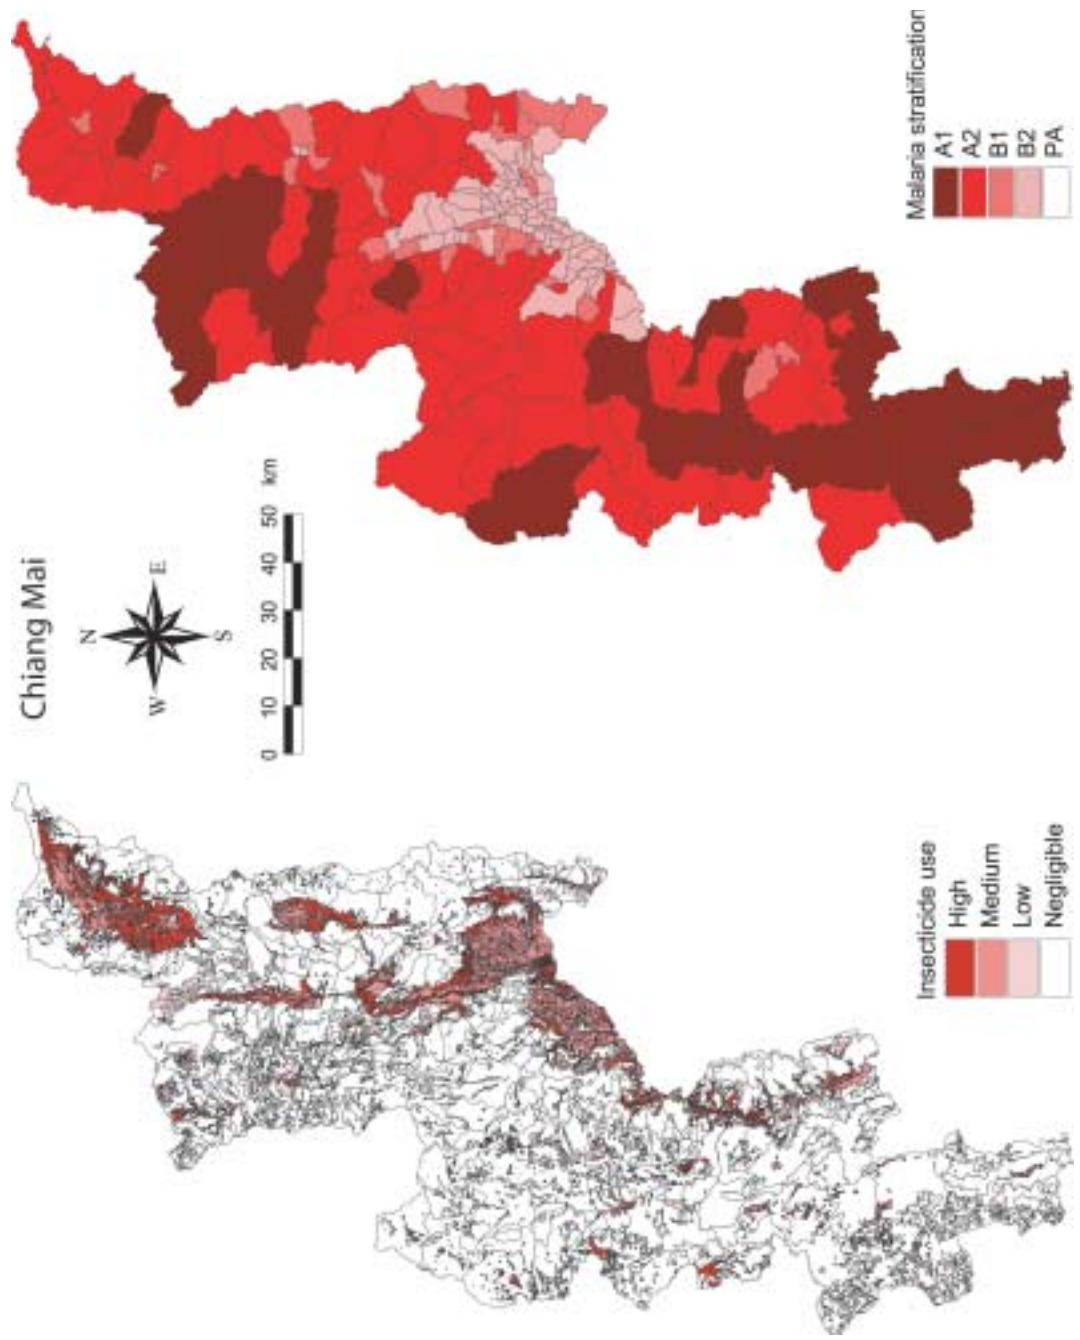 Chiang Mai
N
W
E
S
0 10 20 30 40 50 km
Insecticide use
High
Medium
Low
Negligible
Malaria stratification
A1
A2
B1
B2
PA